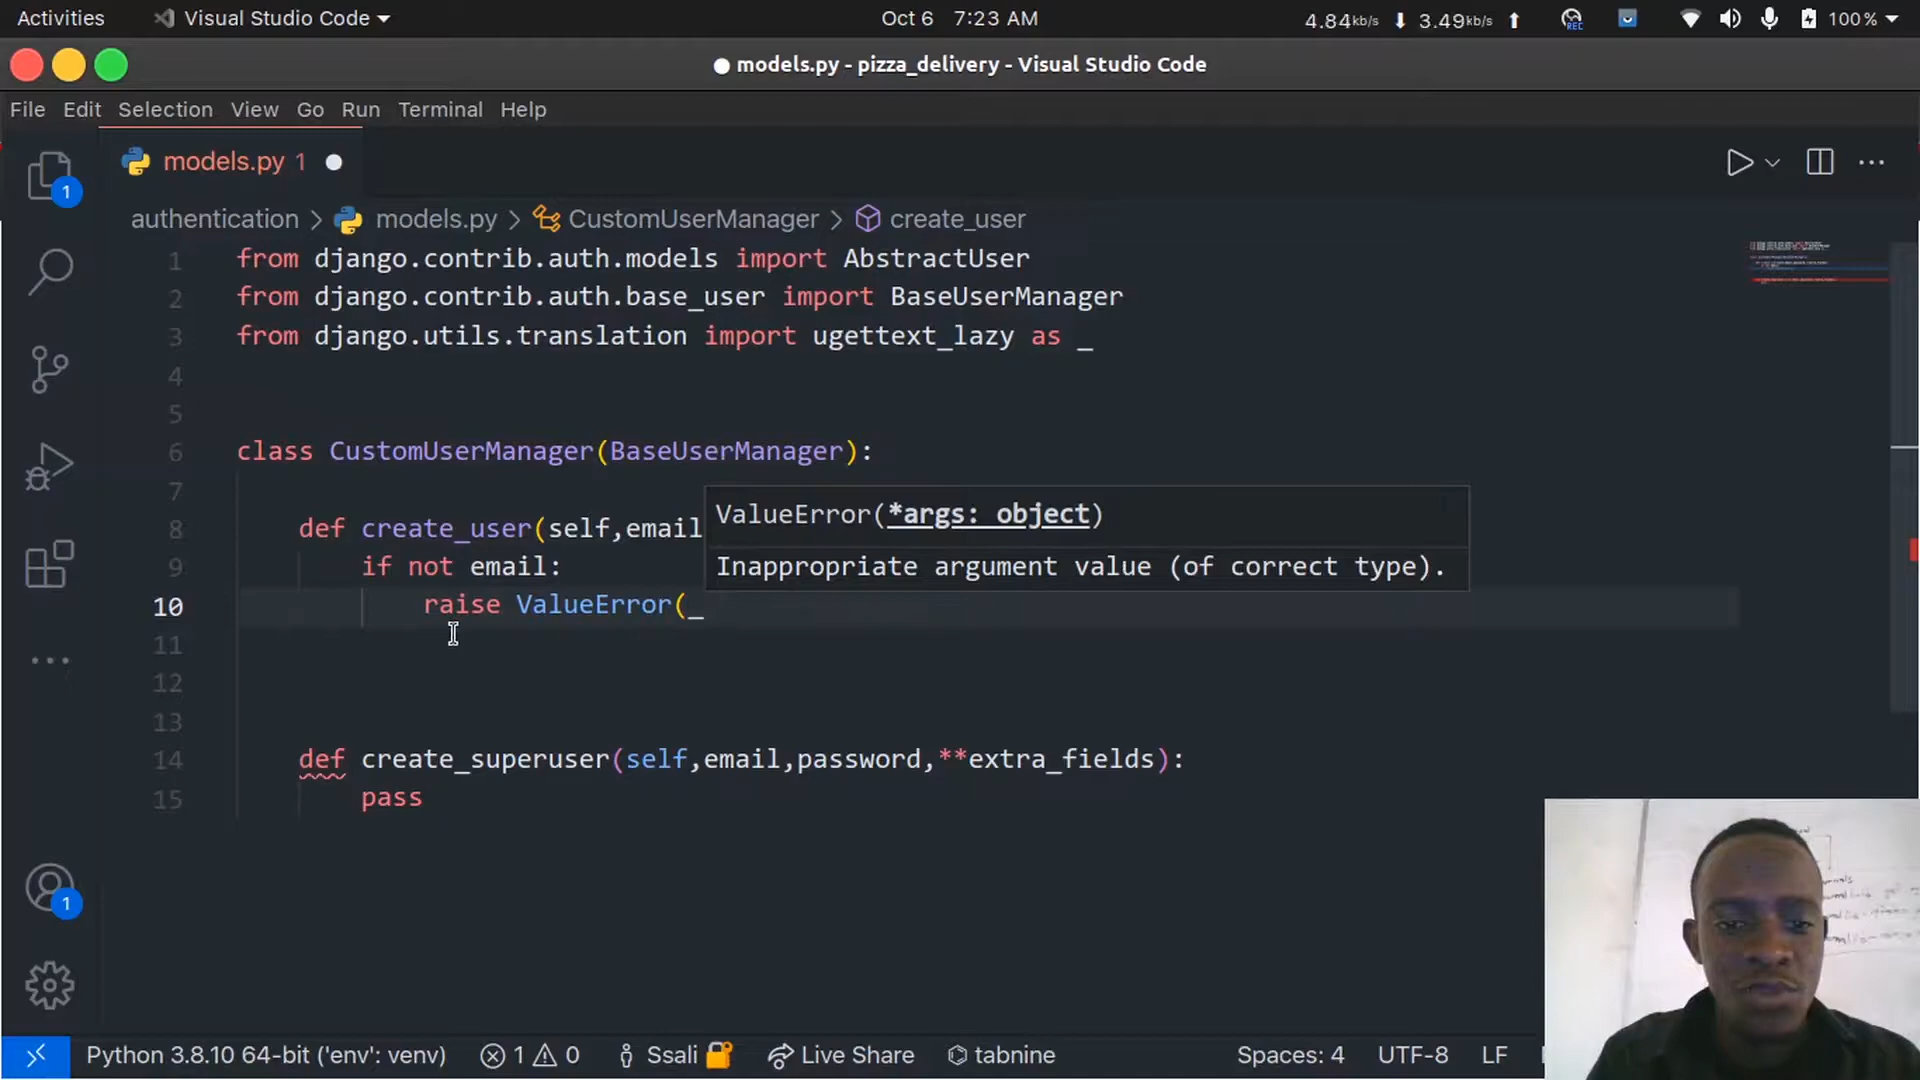 Activities Visual Studio Code Oct 6 7:23 AM 4.84kb/s 3.49kb/s REC 100%
models.py - pizza_delivery - Visual Studio Code
File Edit Selection View Go Run Terminal Help
models.py 1
authentication > models.py > CustomUserManager > create_user
1 from django.contrib.auth.models import AbstractUser
2 from django.contrib.auth.base_user import BaseUserManager
3 from django.utils.translation import ugettext_lazy as _
4
5
6 class CustomUserManager(BaseUserManager):
7
ValueError(*args: object)
8 def create_user(self,email
9 if not email:
Inappropriate argument value (of correct type).
10 raise ValueError(_
11
12
13
14 def create_superuser(self,email,password,**extra_fields):
15 pass
1
1
Python 3.8.10 64-bit ('env': venv) 1 0 Ssali Live Share tabnine Spaces: 4 UTF-8 LF